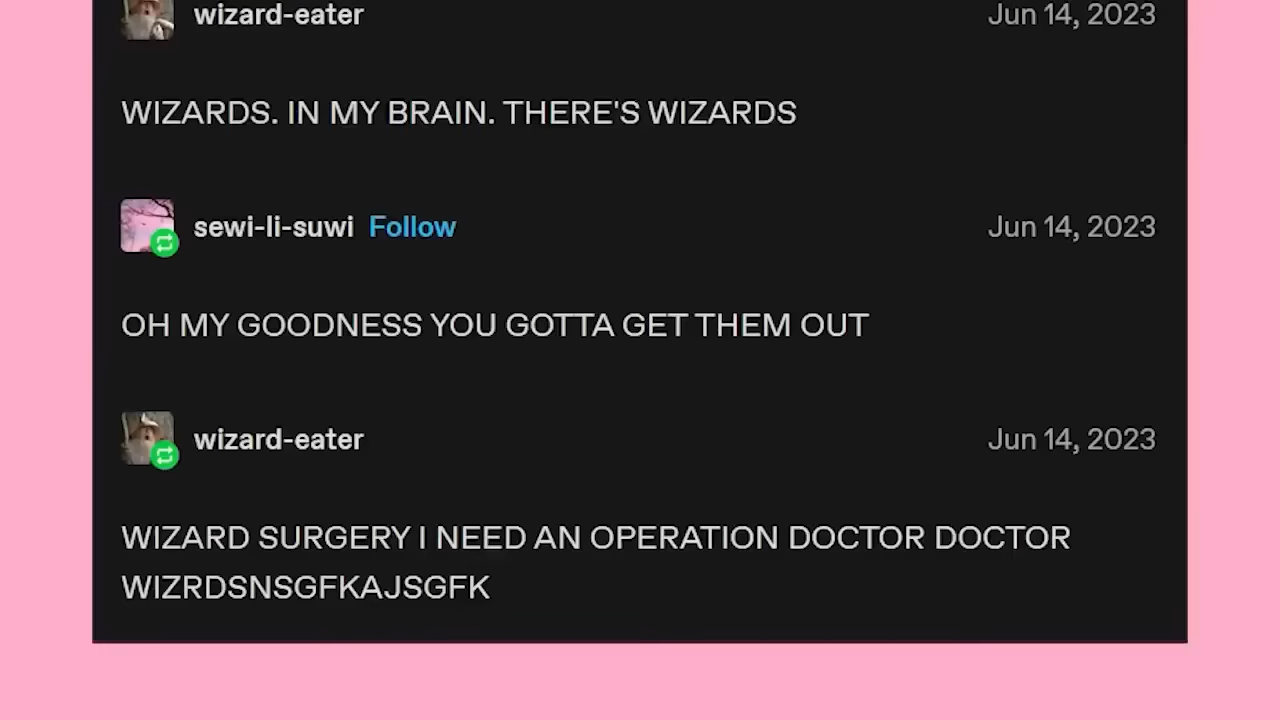 wizard-eater Jun 14, 2023
WIZARDS. IN MY BRAIN. THERE'S WIZARDS
sewi-li-suwi Follow Jun 14, 2023
OH MY GOODNESS YOU GOTTA GET THEM OUT
wizard-eater Jun 14, 2023
WIZARD SURGERY I NEED AN OPERATION DOCTOR DOCTOR
WIZRDSNSGFKAJSGFK